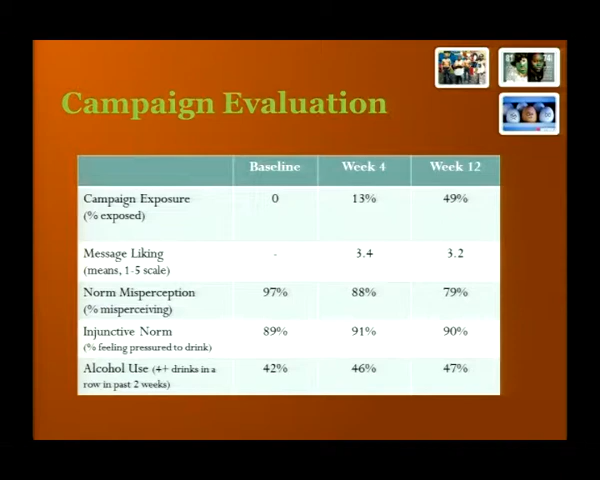 Campaign Evaluation
Baseline Week 4 Week 12
Campaign Exposure 0 13% 49%
(% exposed)
Message Liking - 3.4 3.2
(means, 1-5 scale)
Norm Misperception 97% 88% 79%
(% misperceiving)
Injunctive Norm 89% 91% 90%
(% feeling pressured to drink)
Alcohol Use (4+ drinks in a 42% 46% 47%
row in past 2 weeks)